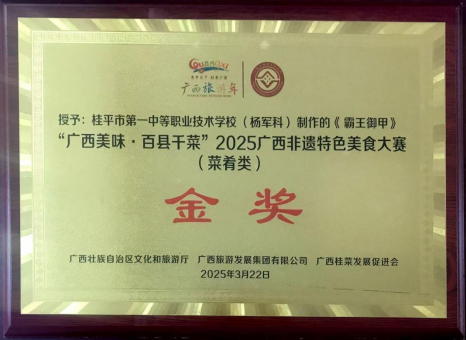 GUANGXI
广西旅游年
授予：桂平市第一中等职业技术学校（杨军科）制作的《霸王御甲》
“广西美味·百县千菜”2025广西非遗特色美食大赛
（菜肴类）
金奖
广西壮族自治区文化和旅游厅 广西旅游发展集团有限公司 广西桂菜发展促进会
2025年3月22日